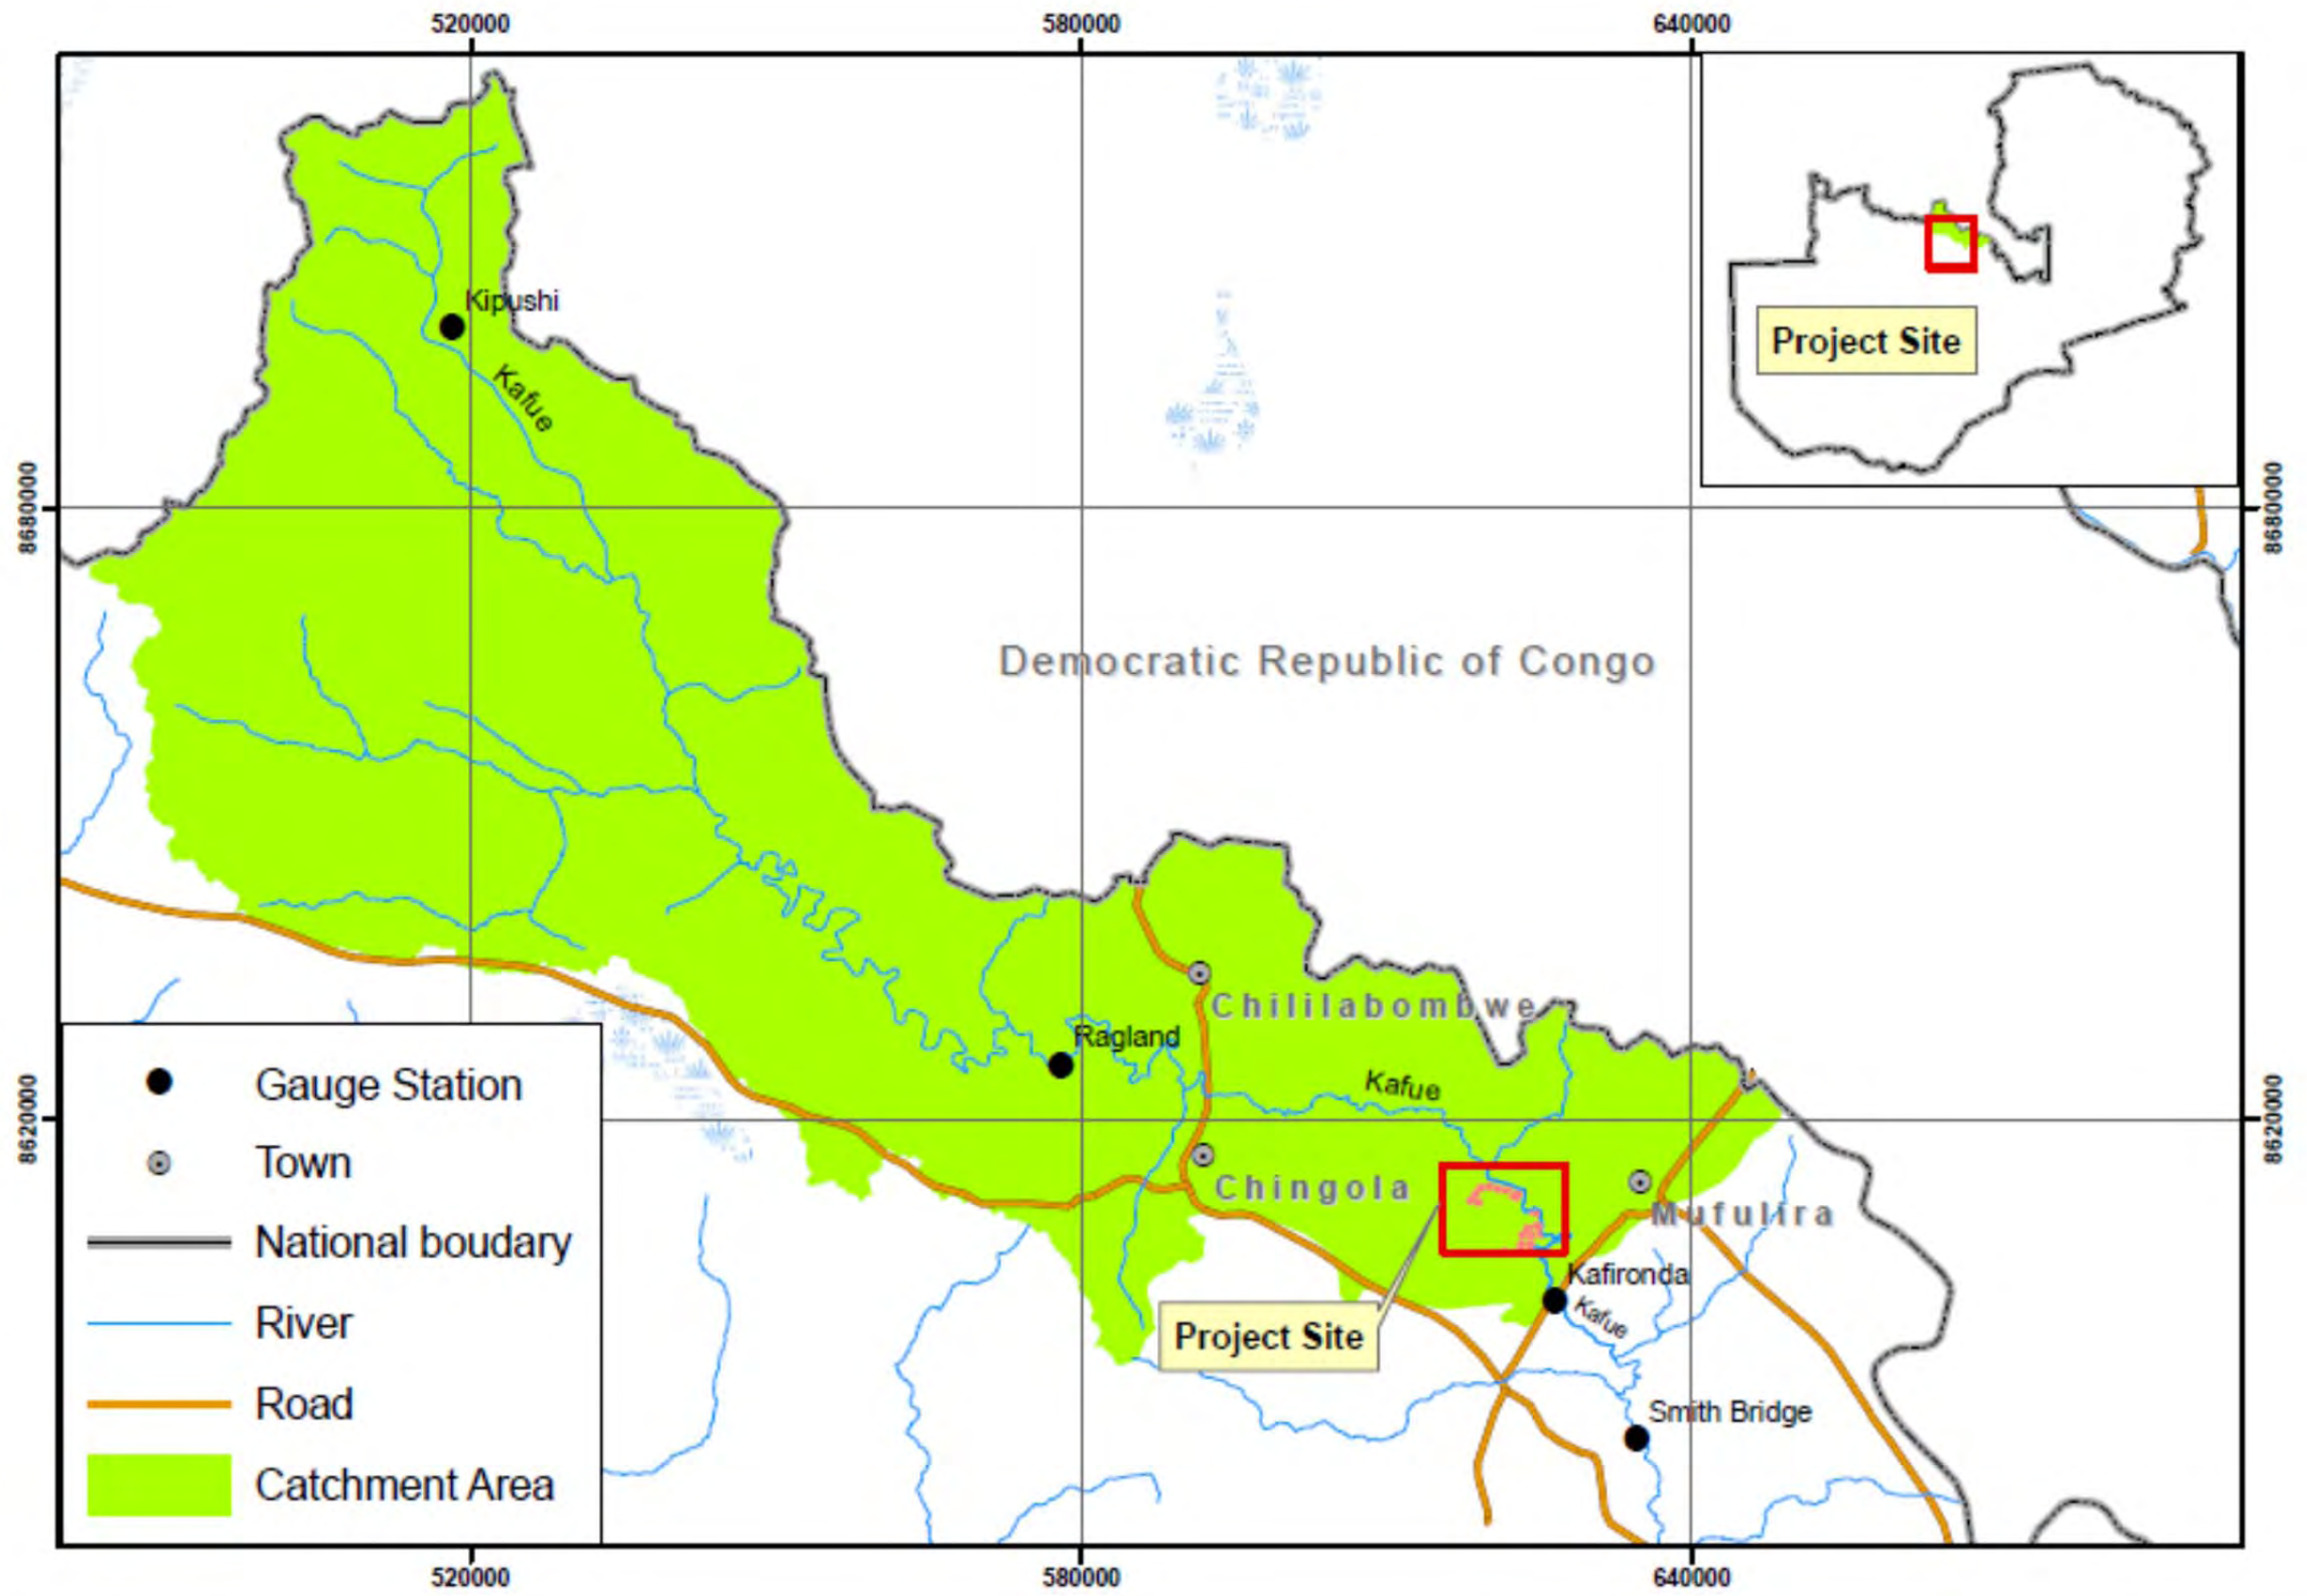 520000
580000
640000
Project Site
Kipushi
Kafue
8680000
8680000
Democratic Republic of Congo
Chililabombwe
Ragland
Kafue
8620000
8620000
Chingola
Mufulira
Kafironda
Kafue
Project Site
Smith Bridge
Gauge Station
Town
National boudary
River
Road
Catchment Area
520000
580000
640000